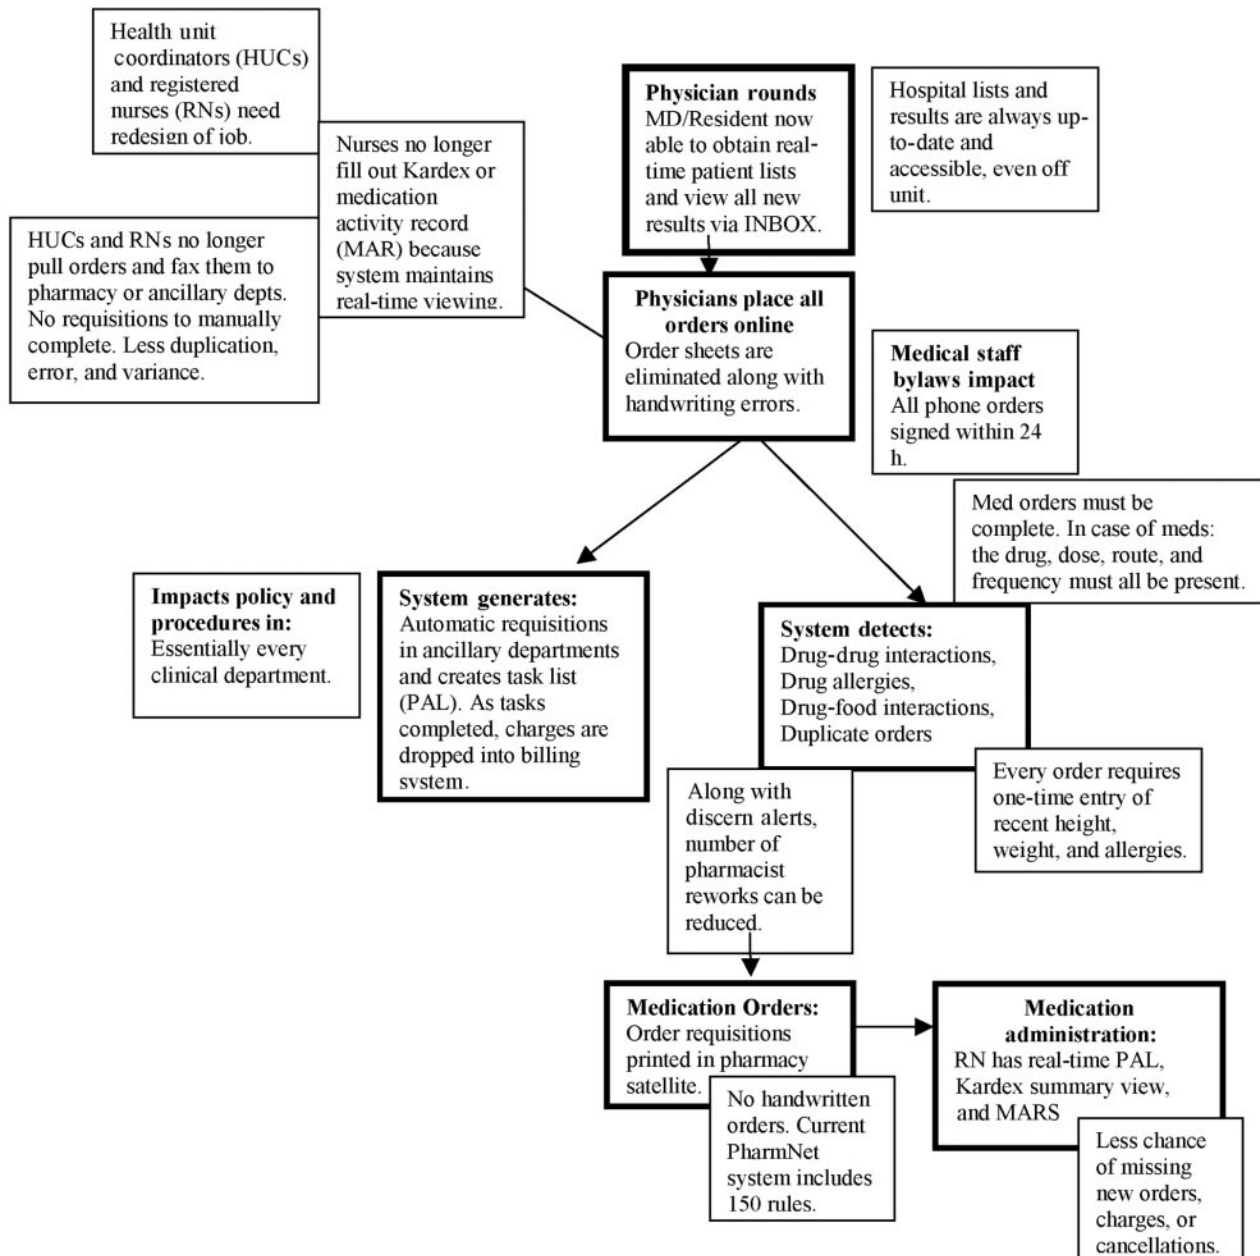 Health unit
coordinators (HUCs)
and registered
nurses (RNs) need
redesign of job.
Nurses no longer
fill out Kardex or
medication
activity record
(MAR) because
system maintains
real-time viewing.
HUCs and RNs no longer
pull orders and fax them to
pharmacy or ancillary depts.
No requisitions to manually
complete. Less duplication,
error, and variance.
Physician rounds
MD/Resident now
able to obtain real-
time patient lists
and view all new
results via INBOX.
Hospital lists and
results are always up-
to-date and
accessible, even off
unit.
Physicians place all
orders online
Order sheets are
eliminated along with
handwriting errors.
Medical staff
bylaws impact
All phone orders
signed within 24
h.
Med orders must be
complete. In case of meds:
the drug, dose, route, and
frequency must all be present.
Impacts policy and
procedures in:
Essentially every
clinical department.
System generates:
Automatic requisitions
in ancillary departments
and creates task list
(PAL). As tasks
completed, charges are
dropped into billing
system.
System detects:
Drug-drug interactions,
Drug allergies,
Drug-food interactions,
Duplicate orders
Every order requires
one-time entry of
recent height,
weight, and allergies.
Along with
discern alerts,
number of
pharmacist
reworks can be
reduced.
Medication Orders:
Order requisitions
printed in pharmacy
satellite.
No handwritten
orders. Current
PharmNet
system includes
150 rules.
Medication
administration:
RN has real-time PAL,
Kardex summary view,
and MARS
Less chance
of missing
new orders,
charges, or
cancellations.